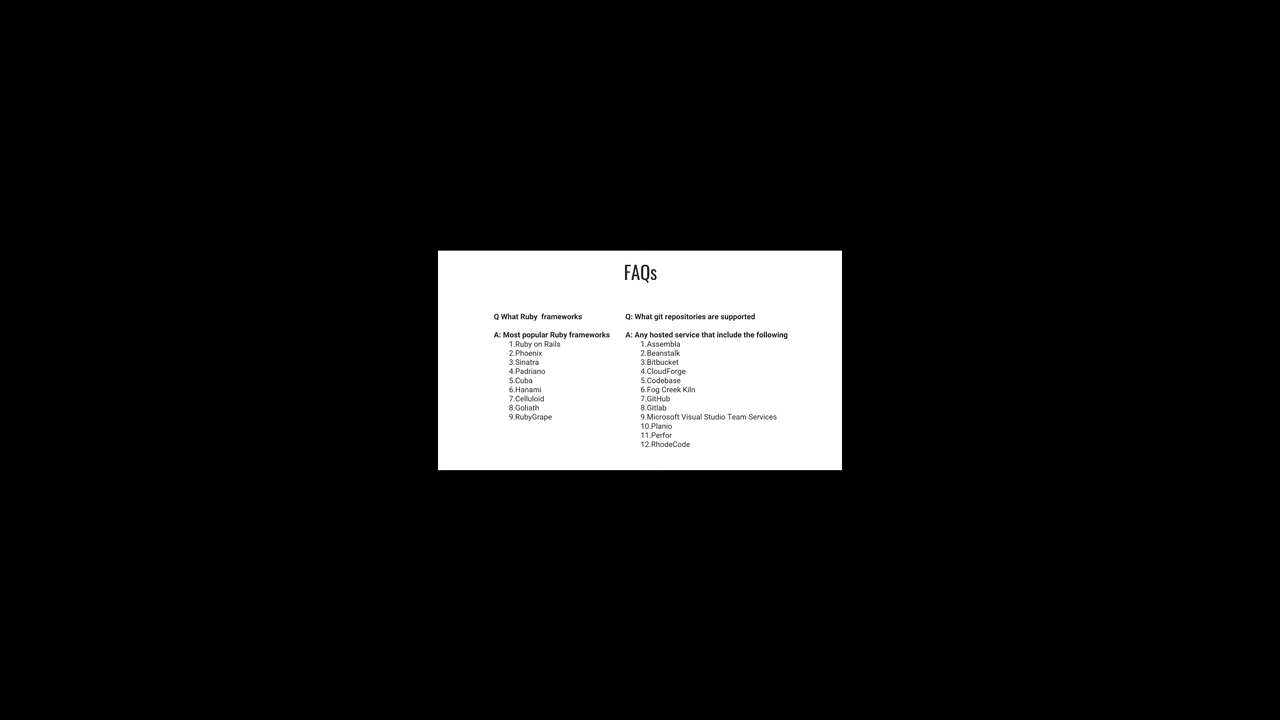 FAQs
Q What Ruby  frameworks
A: Most popular Ruby frameworks
1.Ruby on Rails
2.Phoenix
3.Sinatra
4.Padriano
5.Cuba
6.Hanami
7.Celluloid
8.Goliath
9.RubyGrape
Q: What git repositories are supported
A: Any hosted service that include the following
1.Assembla
2.Beanstalk
3.Bitbucket
4.CloudForge
5.Codebase
6.Fog Creek Kiln
7.GitHub
8.Gitlab
9.Microsoft Visual Studio Team Services
10.Planio
11.Perfor
12.RhodeCode